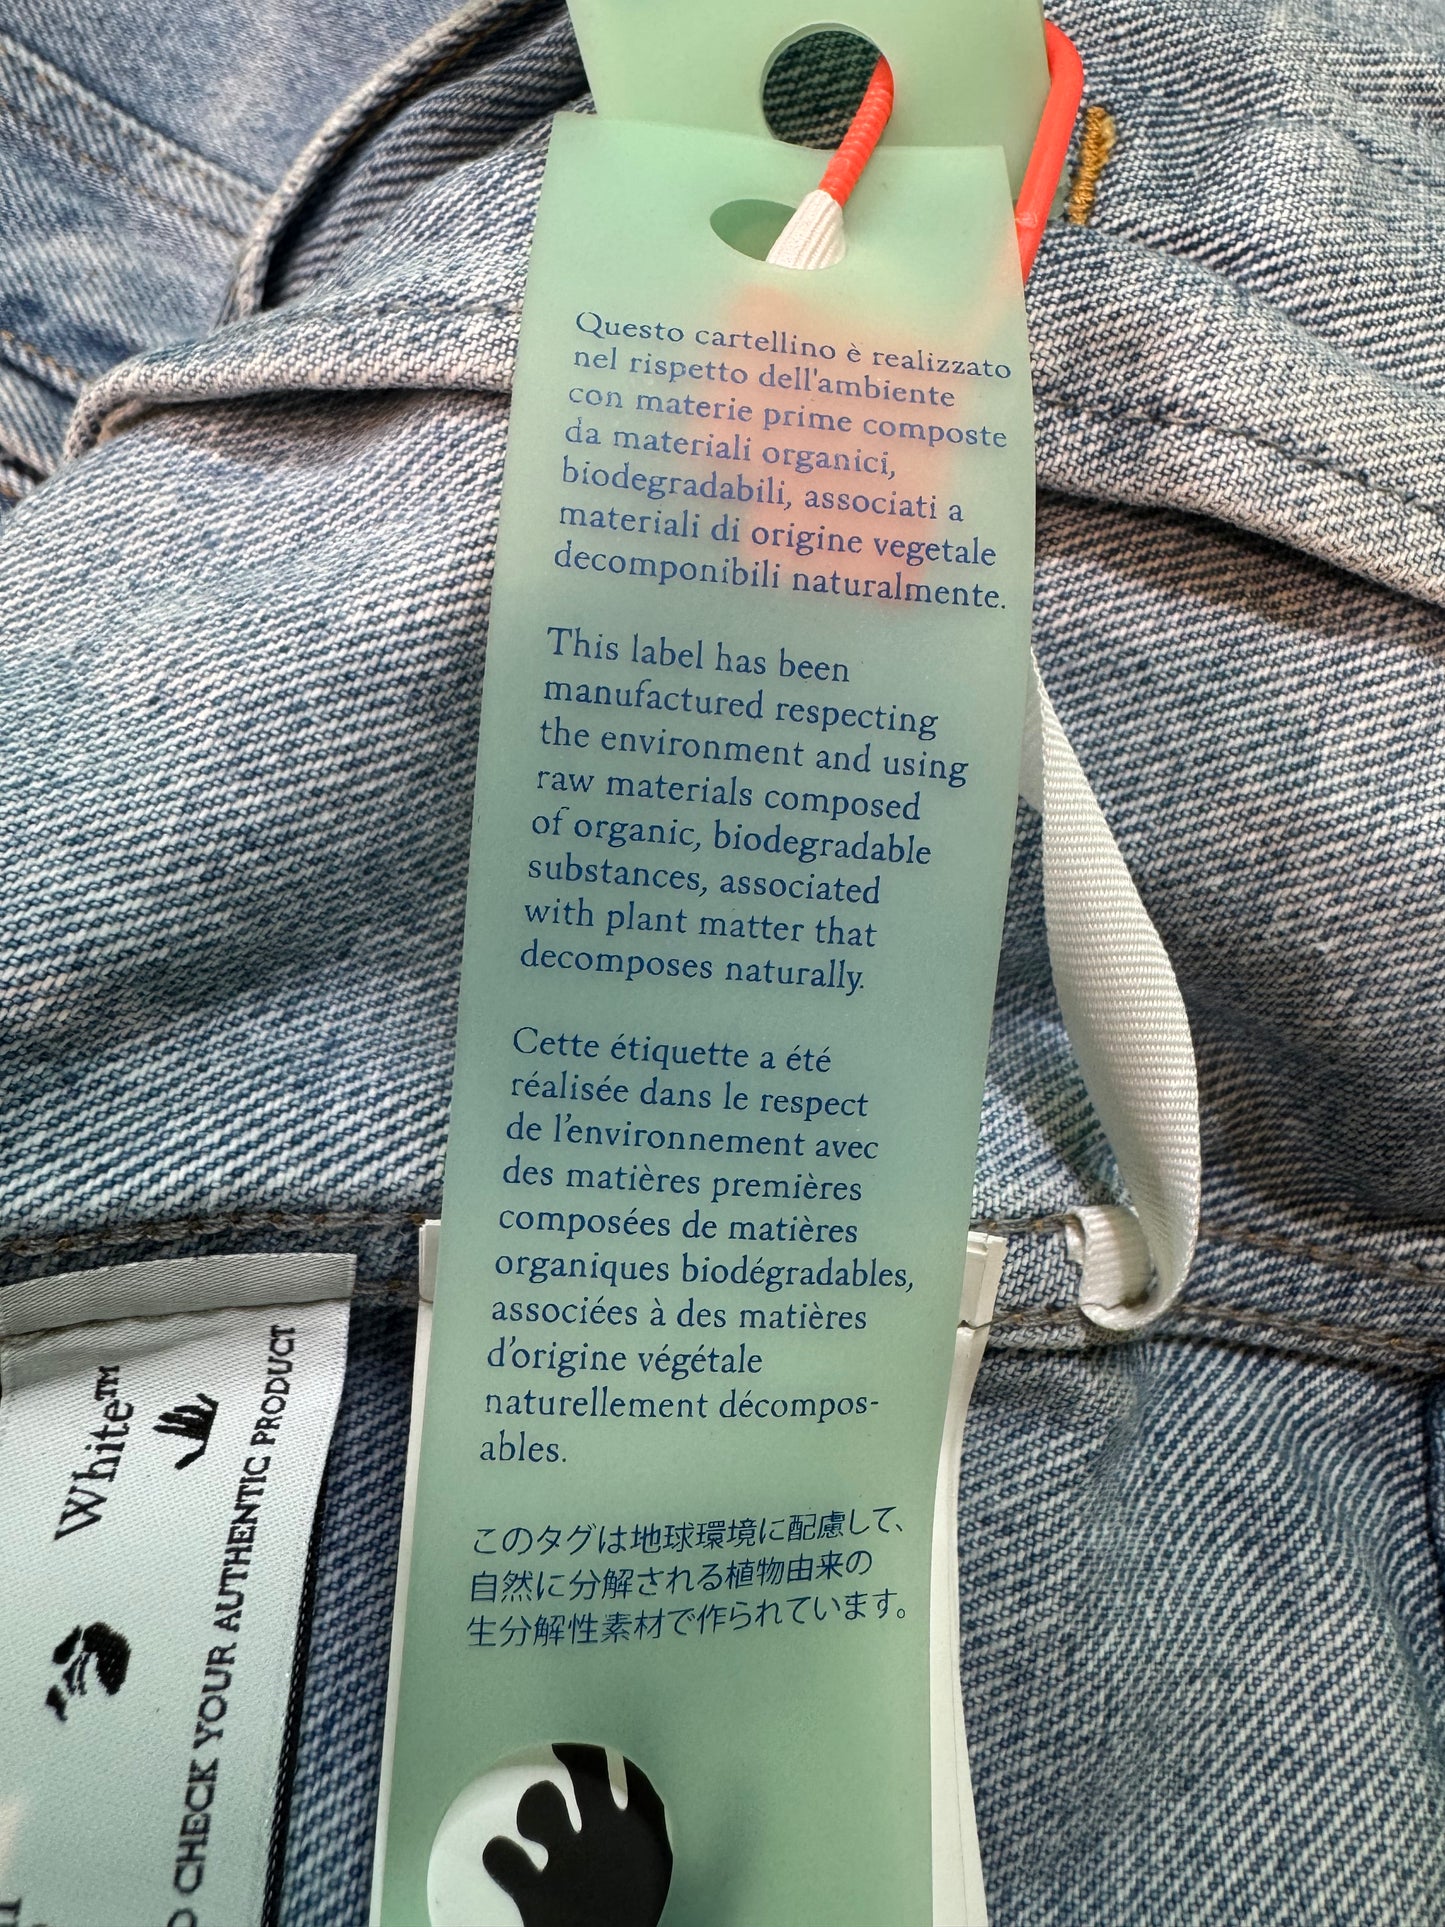 Questo cartellino è realizzato
nel rispetto dell'ambiente
con materie prime composte
da materiali organici,
biodegradabili, associati a
materiali di origine vegetale
decomponibili naturalmente.
This label has been
manufactured respecting
the environment and using
raw materials composed
of organic, biodegradable
substances, associated
with plant matter that
decomposes naturally.
Cette étiquette a été
réalisée dans le respect
de l’environnement avec
des matières premières
composées de matières
organiques biodégradables,
associées à des matières
d’origine végétale
naturellement décompos-
ables.
このタグは地球環境に配慮して、
自然に分解される植物由来の
生分解性素材で作られています。
White™
CHECK YOUR AUTHENTIC PRODUCT